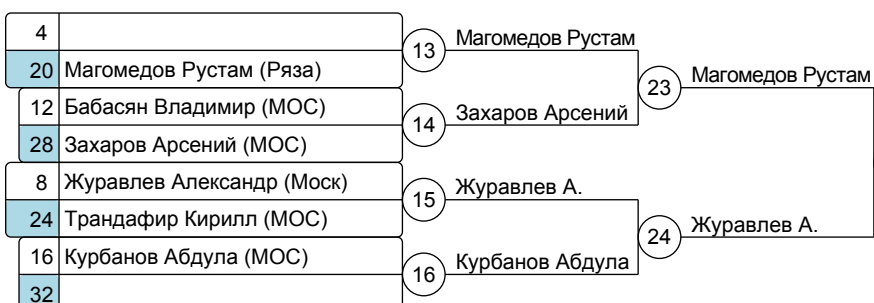 4
20 Магомедов Рустам (Ряза)
12 Бабасян Владимир (МОС)
28 Захаров Арсений (МОС)
8 Журавлев Александр (Моск)
24 Трандафир Кирилл (МОС)
16 Курбанов Абдула (МОС)
32
13 Магомедов Рустам
14 Захаров Арсений
15 Журавлев А.
16 Курбанов Абдула
23 Магомедов Рустам
24 Журавлев А.